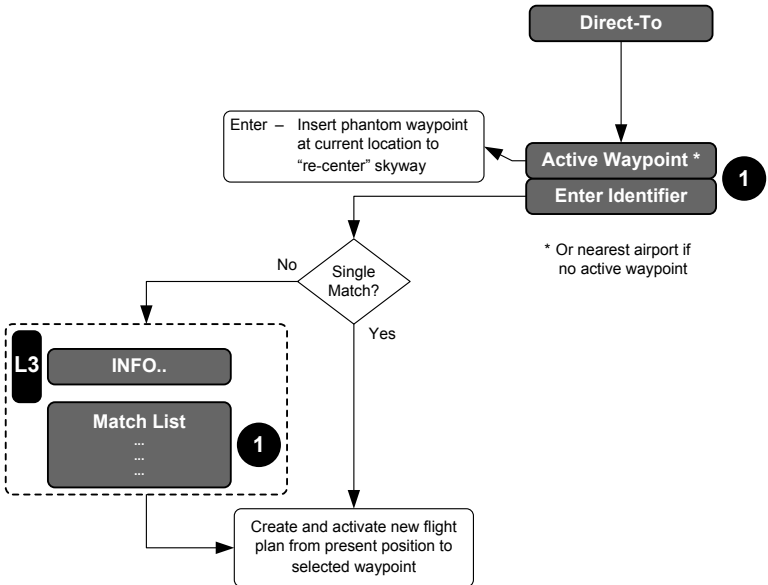 Direct-To
Enter – Insert phantom waypoint
at current location to
“re-center” skyway
Active Waypoint *
Enter Identifier
1
* Or nearest airport if
no active waypoint
Single
Match?
No
Yes
L3
INFO..
Match List
...
...
...
1
Create and activate new flight
plan from present position to
selected waypoint